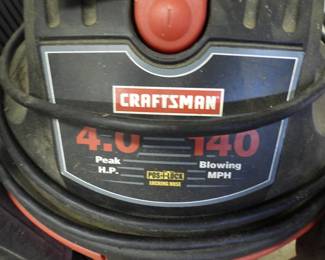 CRAFTSMAN
4.0 140
Peak Blowing
H.P. MPH
POS-I-LOCK
LOCKING HOSE